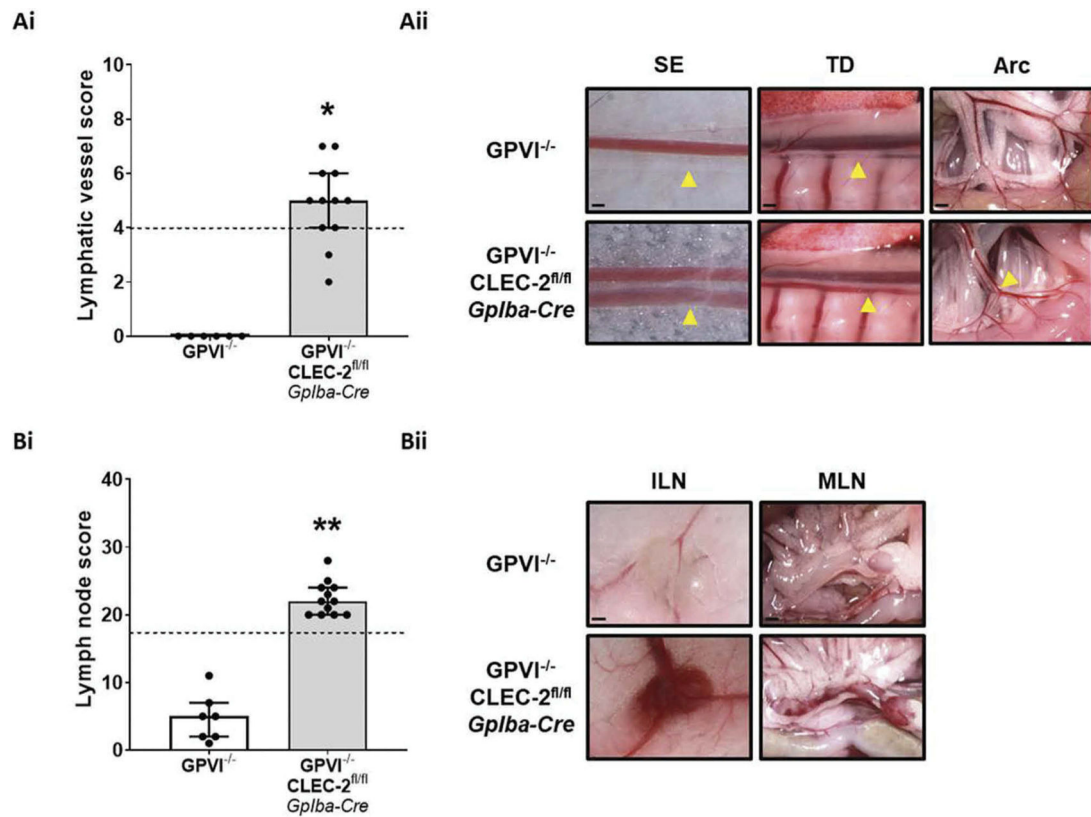 Ai
Lymphatic vessel score
10
8
6
4
2
0
*
GPVI-/-
GPVI-/-
CLEC-2fl/fl
GpIba-Cre
Aii
SE TD Arc
GPVI-/-
GPVI-/-
CLEC-2fl/fl
GpIba-Cre
Bi
Lymph node score
40
30
20
10
0
**
GPVI-/-
GPVI-/-
CLEC-2fl/fl
GpIba-Cre
Bii
ILN MLN
GPVI-/-
GPVI-/-
CLEC-2fl/fl
GpIba-Cre